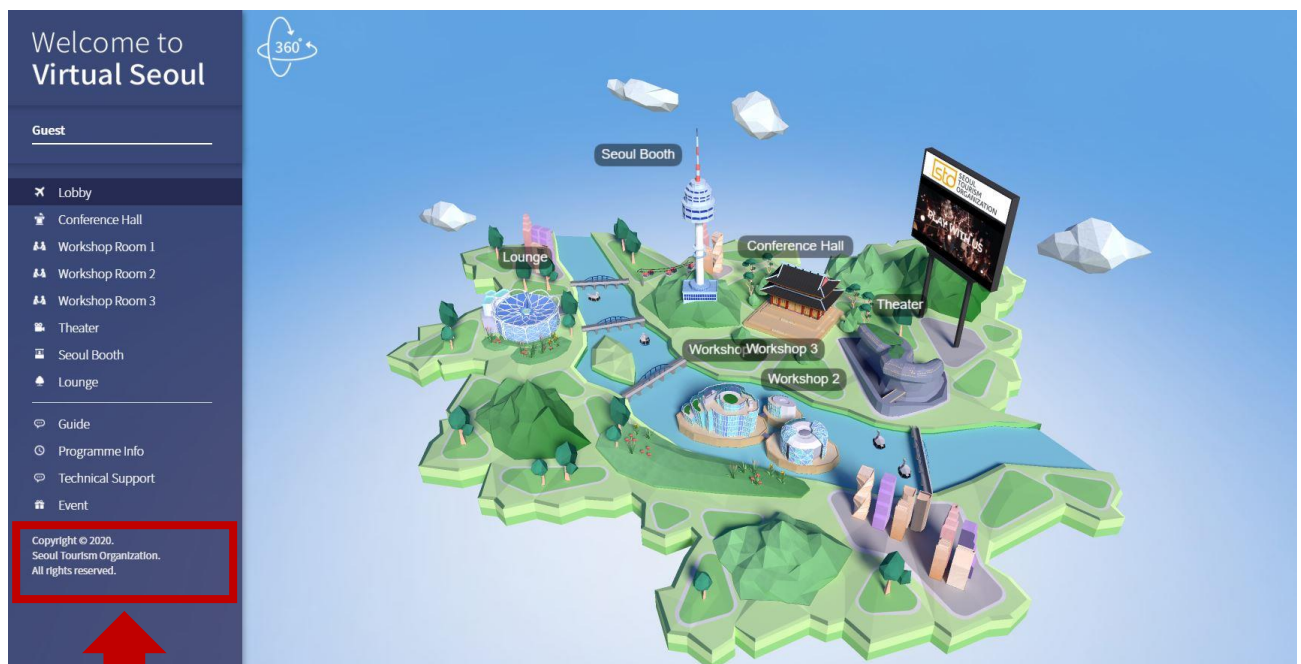 Welcome to
Virtual Seoul
Guest
Lobby
Conference Hall
Workshop Room 1
Workshop Room 2
Workshop Room 3
Theater
Seoul Booth
Lounge
Guide
Programme Info
Technical Support
Event
Copyright © 2020.
Seoul Tourism Organization.
All rights reserved.
360°
Seoul Booth
sto SEOUL
TOURISM
ORGANIZATION
PLAY WITH US
Conference Hall
Lounge
Theater
Workshop 3
Workshop 2